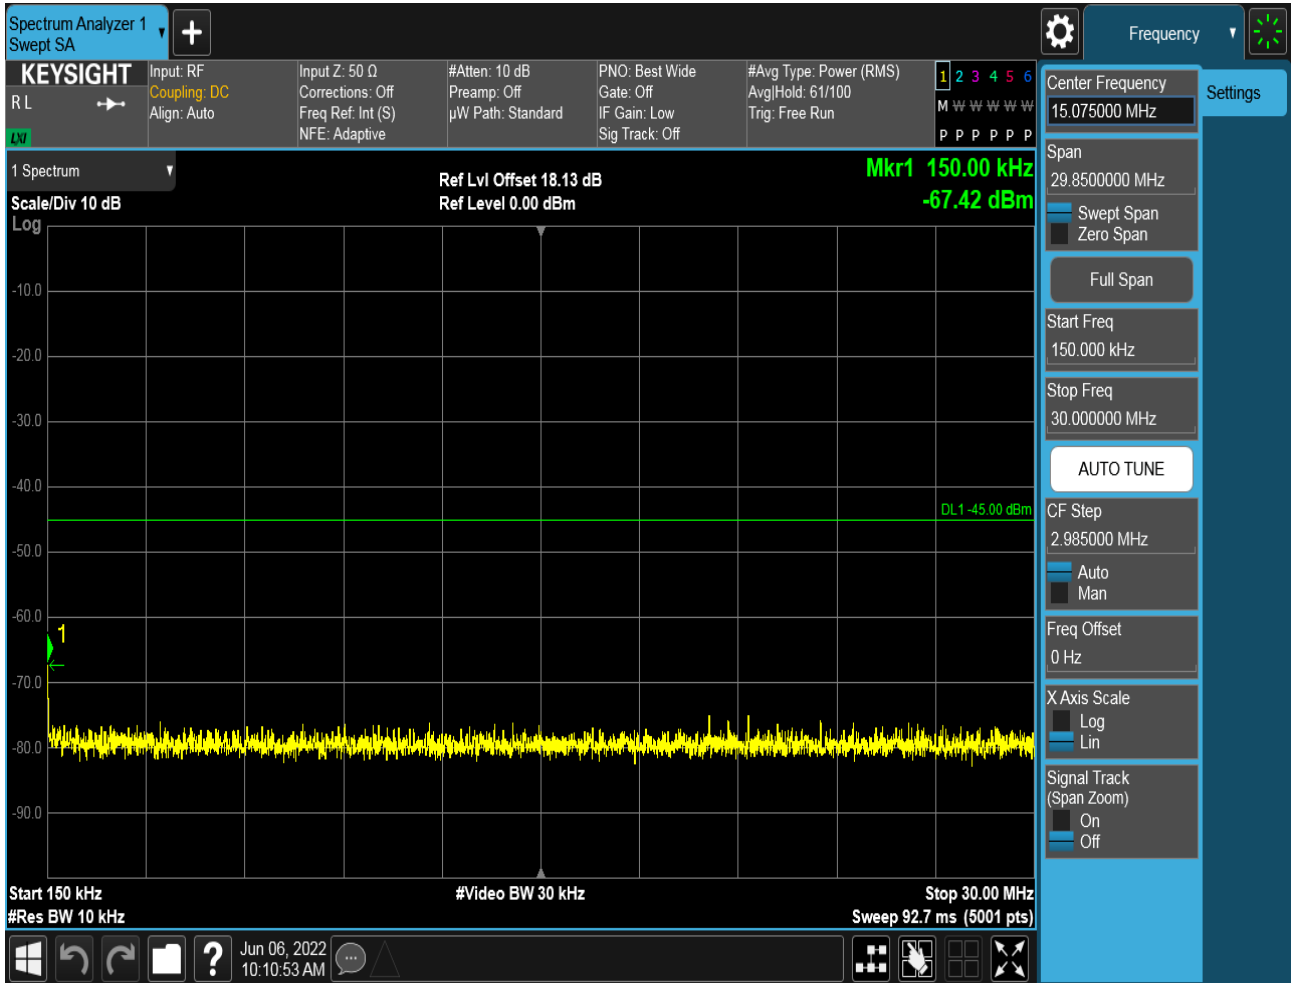 Spectrum Analyzer 1
Swept SA
+
Frequency
KEYSIGHT
R L
LXI
Input: RF
Coupling: DC
Align: Auto
Input Z: 50 Ω
Corrections: Off
Freq Ref: Int (S)
NFE: Adaptive
#Atten: 10 dB
Preamp: Off
µW Path: Standard
PNO: Best Wide
Gate: Off
IF Gain: Low
Sig Track: Off
#Avg Type: Power (RMS)
Avg|Hold: 61/100
Trig: Free Run
1 2 3 4 5 6
M W W W W W
P P P P P P
1 Spectrum
Scale/Div 10 dB
Log
Ref Lvl Offset 18.13 dB
Ref Level 0.00 dBm
Mkr1 150.00 kHz
-67.42 dBm
-10.0
-20.0
-30.0
-40.0
DL1 -45.00 dBm
-50.0
-60.0
1
-70.0
-80.0
-90.0
Start 150 kHz
#Res BW 10 kHz
#Video BW 30 kHz
Stop 30.00 MHz
Sweep 92.7 ms (5001 pts)
Center Frequency
15.075000 MHz
Settings
Span
29.8500000 MHz
Swept Span
Zero Span
Full Span
Start Freq
150.000 kHz
Stop Freq
30.000000 MHz
AUTO TUNE
CF Step
2.985000 MHz
Auto
Man
Freq Offset
0 Hz
X Axis Scale
Log
Lin
Signal Track
(Span Zoom)
On
Off
?
Jun 06, 2022
10:10:53 AM